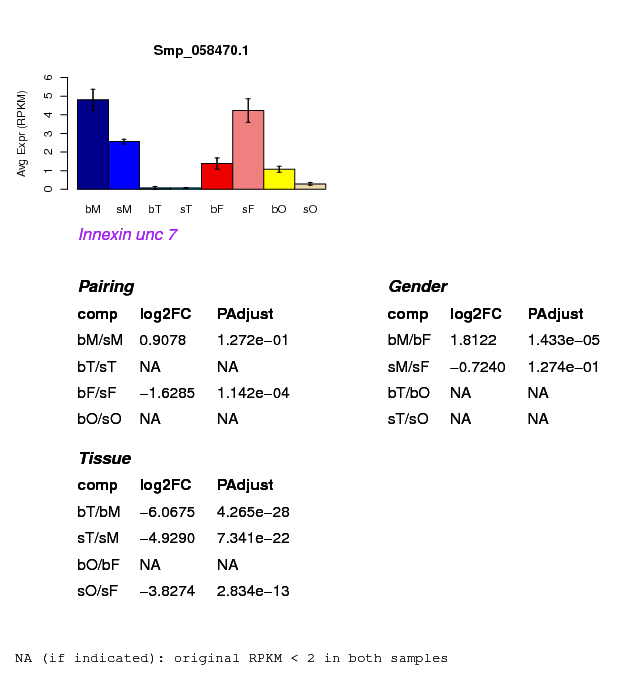 Smp_058470.1
Avg Expr (RPKM)
0 1 2 3 4 5 6
bM sM bT sT bF sF bO sO
Innexin unc 7
Pairing
comp log2FC PAdjust
bM/sM 0.9078 1.272e−01
bT/sT NA NA
bF/sF −1.6285 1.142e−04
bO/sO NA NA
Gender
comp log2FC PAdjust
bM/bF 1.8122 1.433e−05
sM/sF −0.7240 1.274e−01
bT/bO NA NA
sT/sO NA NA
Tissue
comp log2FC PAdjust
bT/bM −6.0675 4.265e−28
sT/sM −4.9290 7.341e−22
bO/bF NA NA
sO/sF −3.8274 2.834e−13
NA (if indicated): original RPKM < 2 in both samples